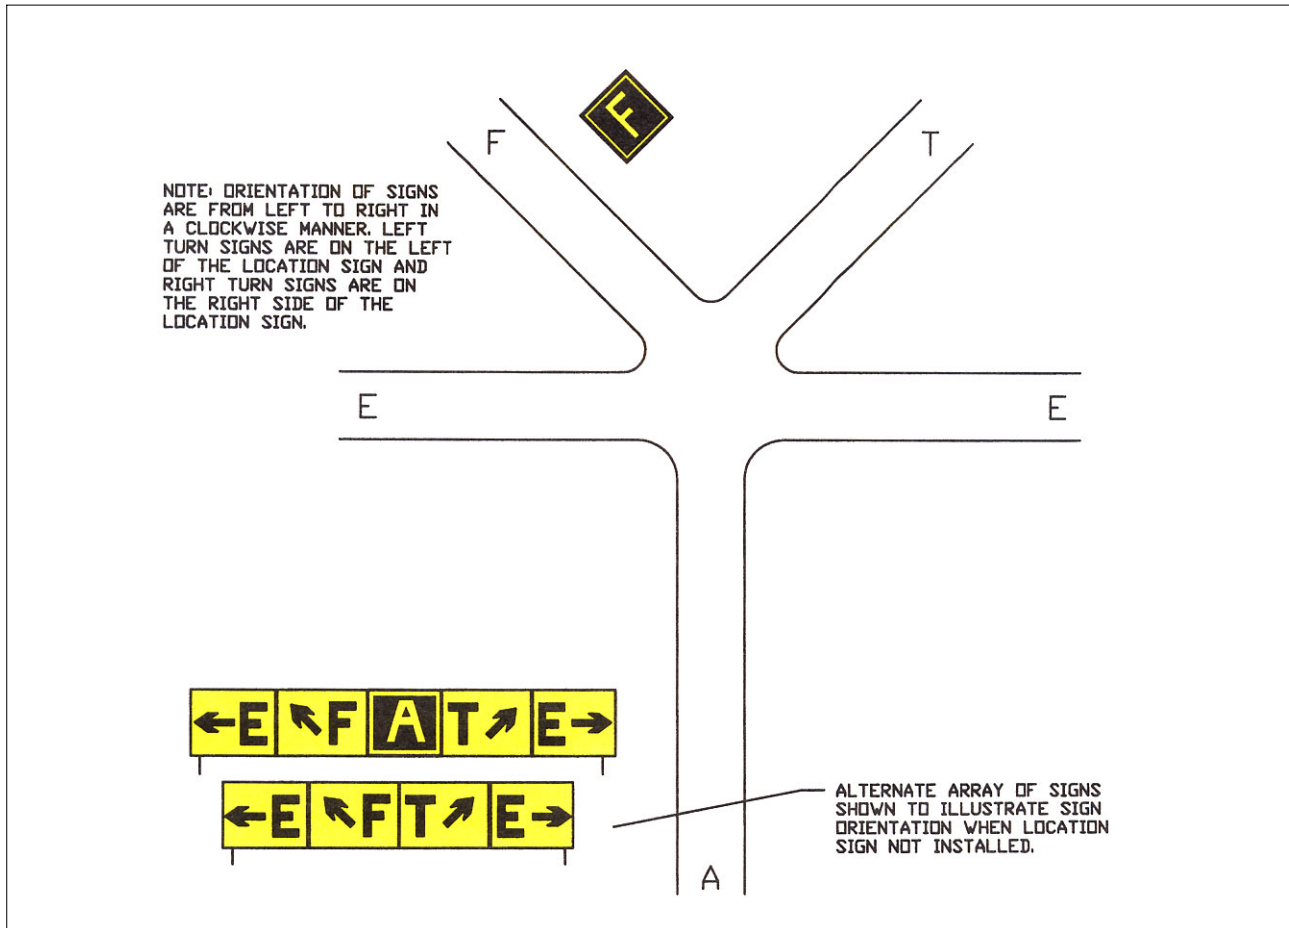 F
F
T
NOTE: ORIENTATION OF SIGNS
ARE FROM LEFT TO RIGHT IN
A CLOCKWISE MANNER. LEFT
TURN SIGNS ARE ON THE LEFT
OF THE LOCATION SIGN AND
RIGHT TURN SIGNS ARE ON
THE RIGHT SIDE OF THE
LOCATION SIGN.
E
E
←E ↖F A T↗ E→
←E ↖F T↗ E→
ALTERNATE ARRAY OF SIGNS
SHOWN TO ILLUSTRATE SIGN
ORIENTATION WHEN LOCATION
SIGN NOT INSTALLED.
A